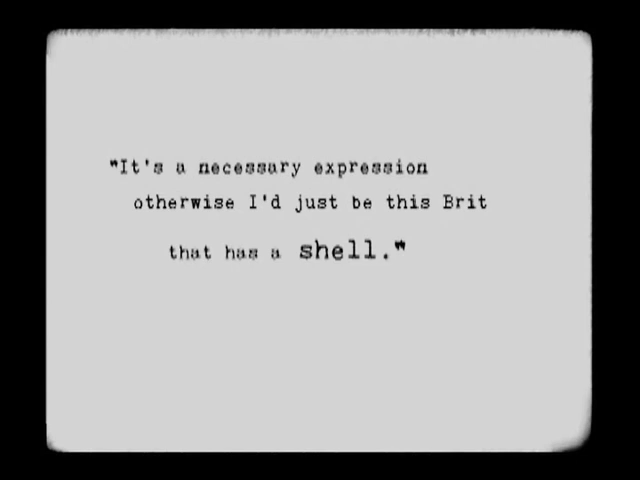 "It's a necessary expression
otherwise I'd just be this Brit
that has a shell."